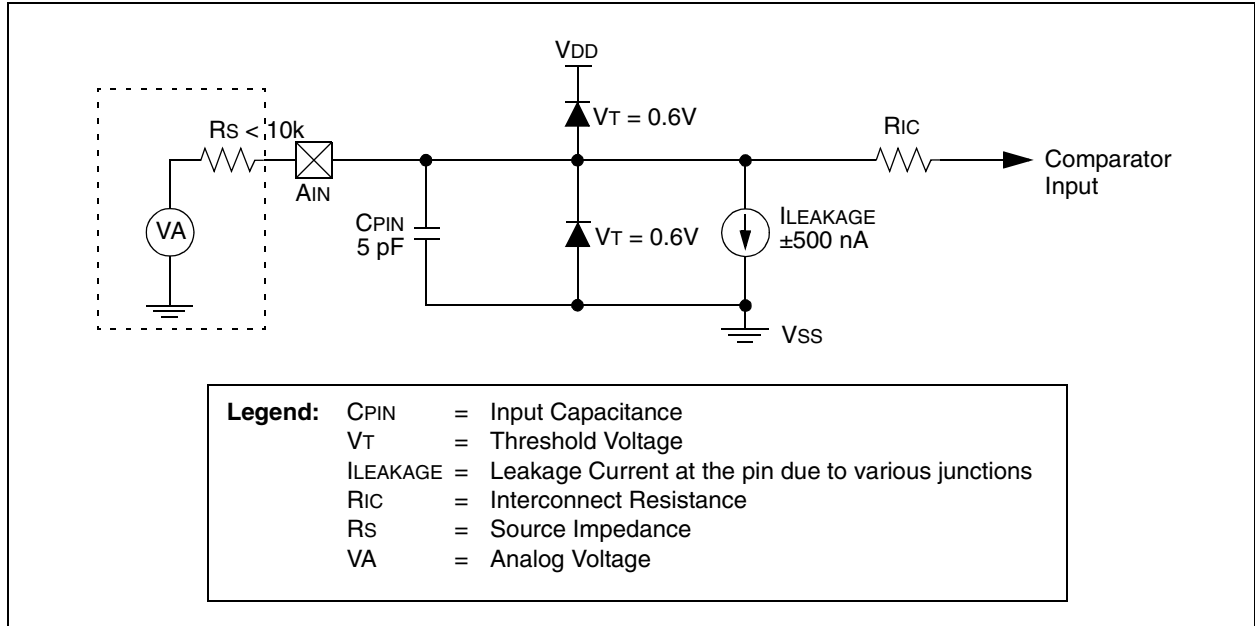 VDD
VT = 0.6V
RS < 10k
RIC
AIN
Comparator
Input
VA
CPIN
5 pF
VT = 0.6V
ILEAKAGE
±500 nA
VSS
Legend: CPIN = Input Capacitance
VT = Threshold Voltage
ILEAKAGE = Leakage Current at the pin due to various junctions
RIC = Interconnect Resistance
RS = Source Impedance
VA = Analog Voltage